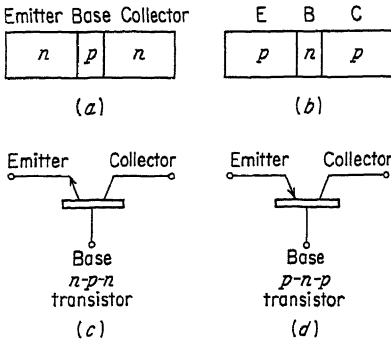 Emitter Base Collector
n p n
(a)
E B C
p n p
(b)
Emitter Collector
Base
n-p-n
transistor
(c)
Emitter Collector
Base
p-n-p
transistor
(d)